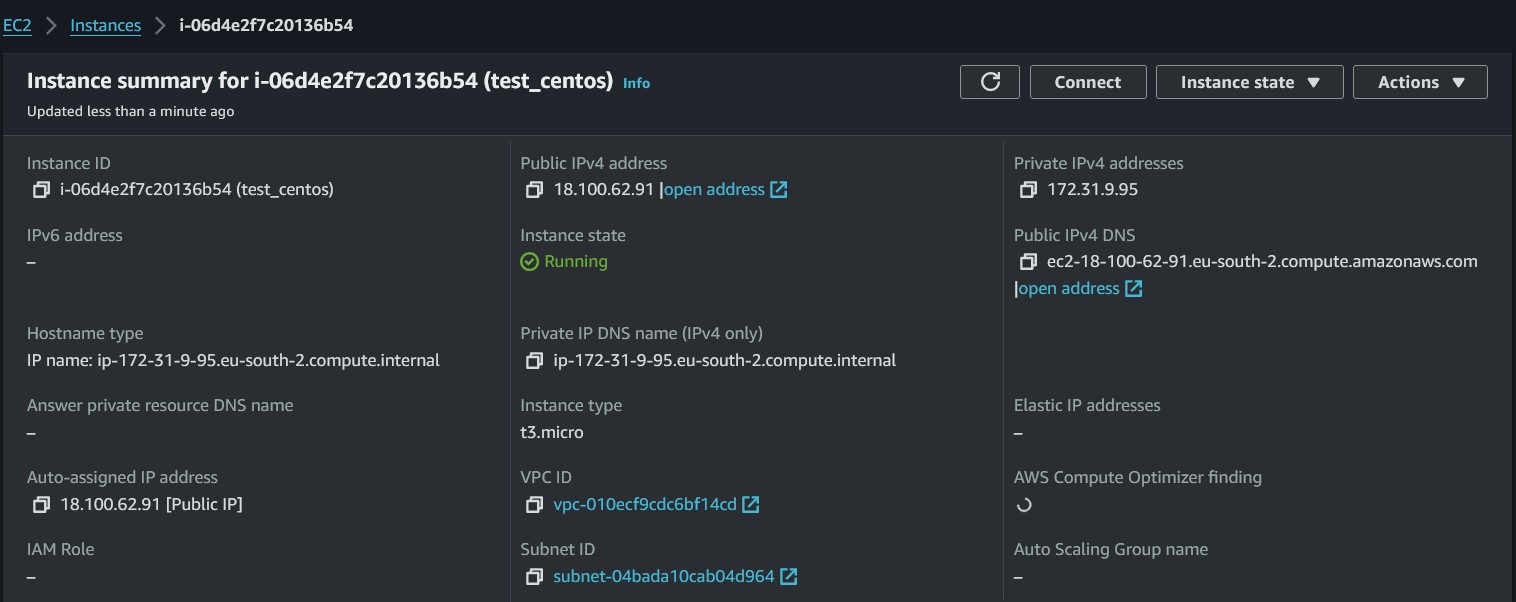 EC2 > Instances > i-06d4e2f7c20136b54
Instance summary for i-06d4e2f7c20136b54 (test_centos) Info
Connect
Instance state
Actions
Updated less than a minute ago
Instance ID
i-06d4e2f7c20136b54 (test_centos)
Public IPv4 address
18.100.62.91 |open address
Private IPv4 addresses
172.31.9.95
IPv6 address
–
Instance state
Running
Public IPv4 DNS
ec2-18-100-62-91.eu-south-2.compute.amazonaws.com
|open address
Hostname type
IP name: ip-172-31-9-95.eu-south-2.compute.internal
Private IP DNS name (IPv4 only)
ip-172-31-9-95.eu-south-2.compute.internal
Answer private resource DNS name
–
Instance type
t3.micro
Elastic IP addresses
–
Auto-assigned IP address
18.100.62.91 [Public IP]
VPC ID
vpc-010ecf9cdc6bf14cd
AWS Compute Optimizer finding
IAM Role
–
Subnet ID
subnet-04bada10cab04d964
Auto Scaling Group name
–